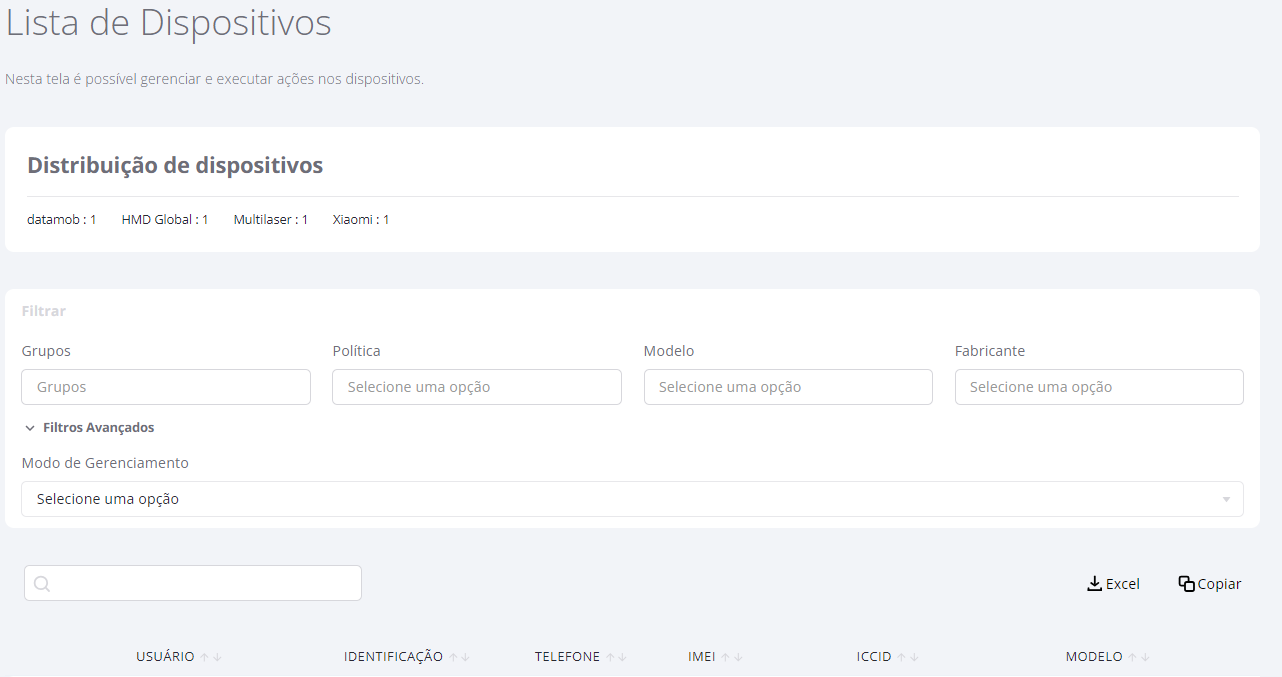 Lista de Dispositivos
Nesta tela é possível gerenciar e executar ações nos dispositivos.
Distribuição de dispositivos
datamob : 1 HMD Global : 1 Multilaser : 1 Xiaomi : 1
Filtrar
Grupos Política Modelo Fabricante
Grupos Selecione uma opção Selecione uma opção Selecione uma opção
Filtros Avançados
Modo de Gerenciamento
Selecione uma opção
Excel Copiar
USUÁRIO IDENTIFICAÇÃO TELEFONE IMEI ICCID MODELO